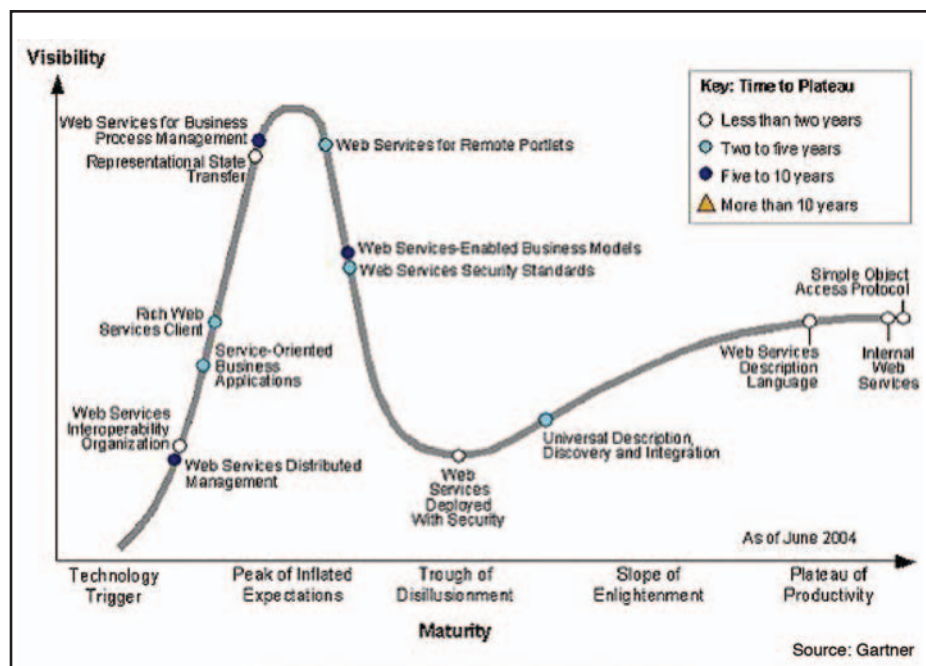 Visibility
Key: Time to Plateau
Less than two years
Two to five years
Five to 10 years
More than 10 years
Web Services for Business
Process Management
Representational State
Transfer
Web Services for Remote Portlets
Web Services-Enabled Business Models
Web Services Security Standards
Simple Object
Access Protocol
Rich Web
Services Client
Service-Oriented
Business
Applications
Web Services
Description
Language
Internal
Web
Services
Web Services
Interoperability
Organization
Web Services Distributed
Management
Universal Description,
Discovery and Integration
Web
Services
Deployed
With Security
As of June 2004
Technology
Trigger
Peak of Inflated
Expectations
Trough of
Disillusionment
Slope of
Enlightenment
Plateau of
Productivity
Maturity
Source: Gartner